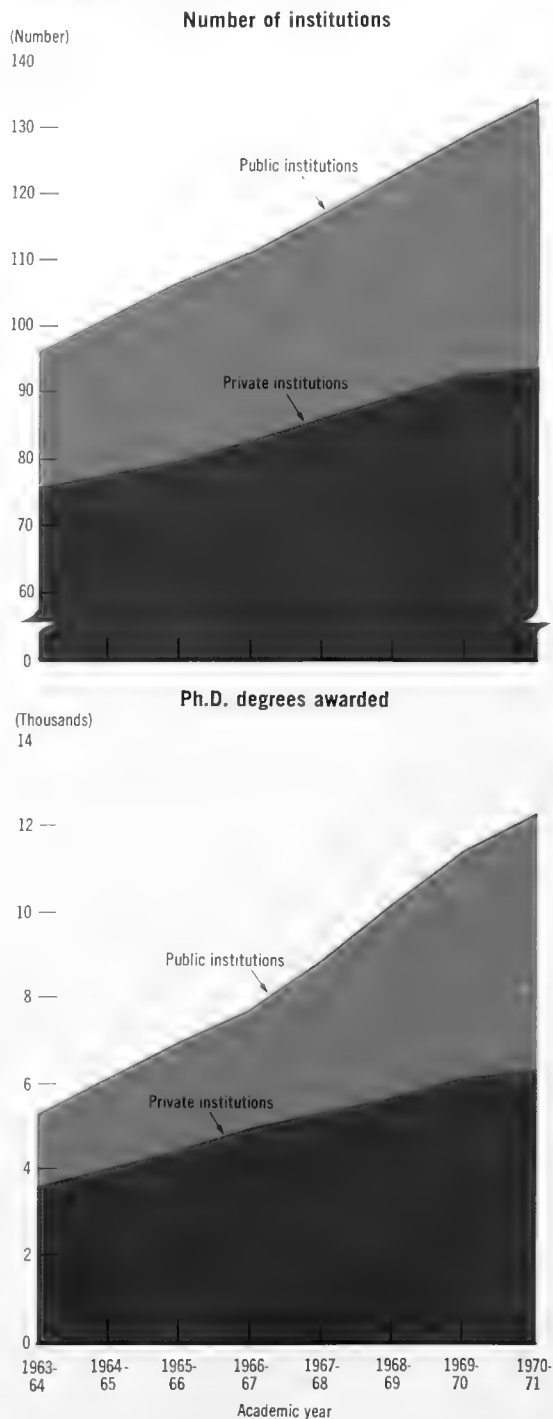 Number of institutions
(Number)
140
130
Public institutions
120
110
100
90
Private institutions
80
70
60
0
Ph.D. degrees awarded
(Thousands)
14
12
10
Public institutions
8
6
Private institutions
4
2
0
1963-64 1964-65 1965-66 1966-67 1967-68 1968-69 1969-70 1970-71
Academic year